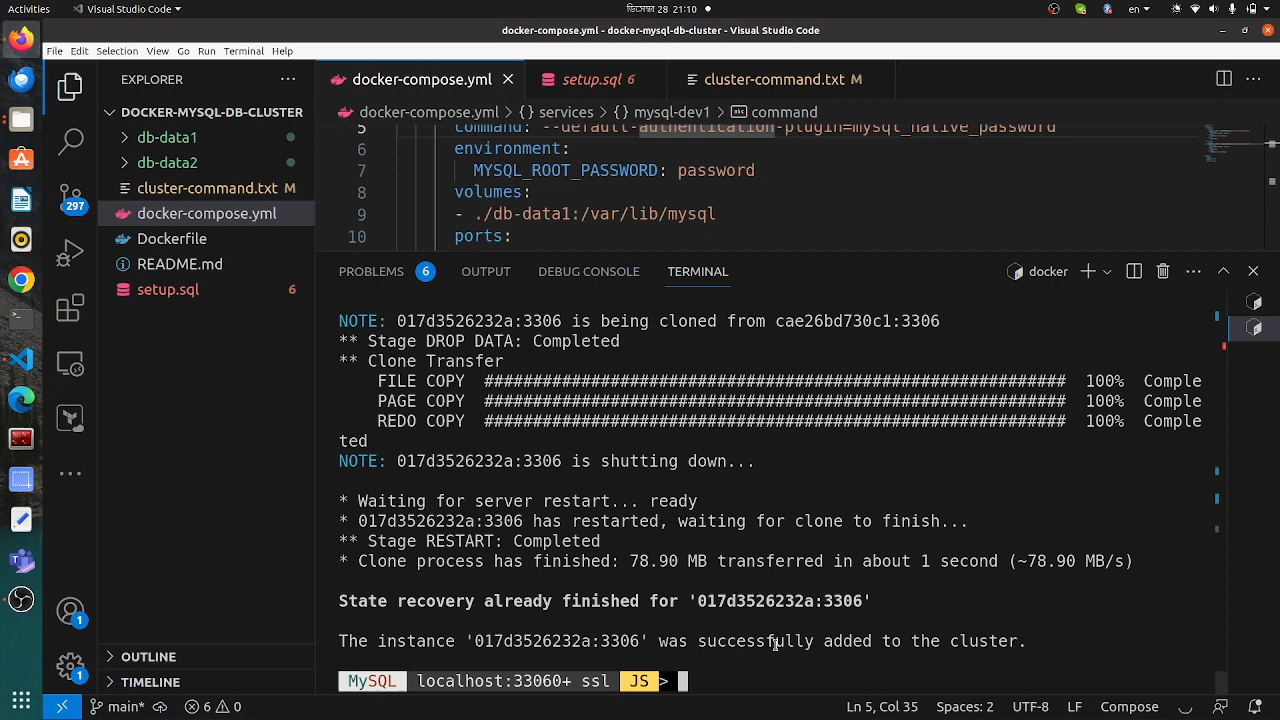 Activities
Visual Studio Code
ডিসেম্বর 28 21:10
en
docker-compose.yml - docker-mysql-db-cluster - Visual Studio Code
File Edit Selection View Go Run Terminal Help
EXPLORER
docker-compose.yml
setup.sql 6
cluster-command.txt M
DOCKER-MYSQL-DB-CLUSTER
docker-compose.yml > {} services > {} mysql-dev1 > command
db-data1
db-data2
cluster-command.txt M
docker-compose.yml
Dockerfile
README.md
setup.sql 6
297
5 command: --default-authentication-plugin=mysql_native_password
6 environment:
7 MYSQL_ROOT_PASSWORD: password
8 volumes:
9 - ./db-data1:/var/lib/mysql
10 ports:
PROBLEMS 6 OUTPUT DEBUG CONSOLE TERMINAL
docker
NOTE: 017d3526232a:3306 is being cloned from cae26bd730c1:3306
** Stage DROP DATA: Completed
** Clone Transfer
FILE COPY ############################################################ 100% Comple
PAGE COPY ############################################################ 100% Comple
REDO COPY ############################################################ 100% Comple
ted
NOTE: 017d3526232a:3306 is shutting down...
* Waiting for server restart... ready
* 017d3526232a:3306 has restarted, waiting for clone to finish...
** Stage RESTART: Completed
* Clone process has finished: 78.90 MB transferred in about 1 second (~78.90 MB/s)
State recovery already finished for '017d3526232a:3306'
The instance '017d3526232a:3306' was successfully added to the cluster.
MySQL localhost:33060+ ssl JS >
OUTLINE
TIMELINE
1
1
main* 6 0
Ln 5, Col 35 Spaces: 2 UTF-8 LF Compose